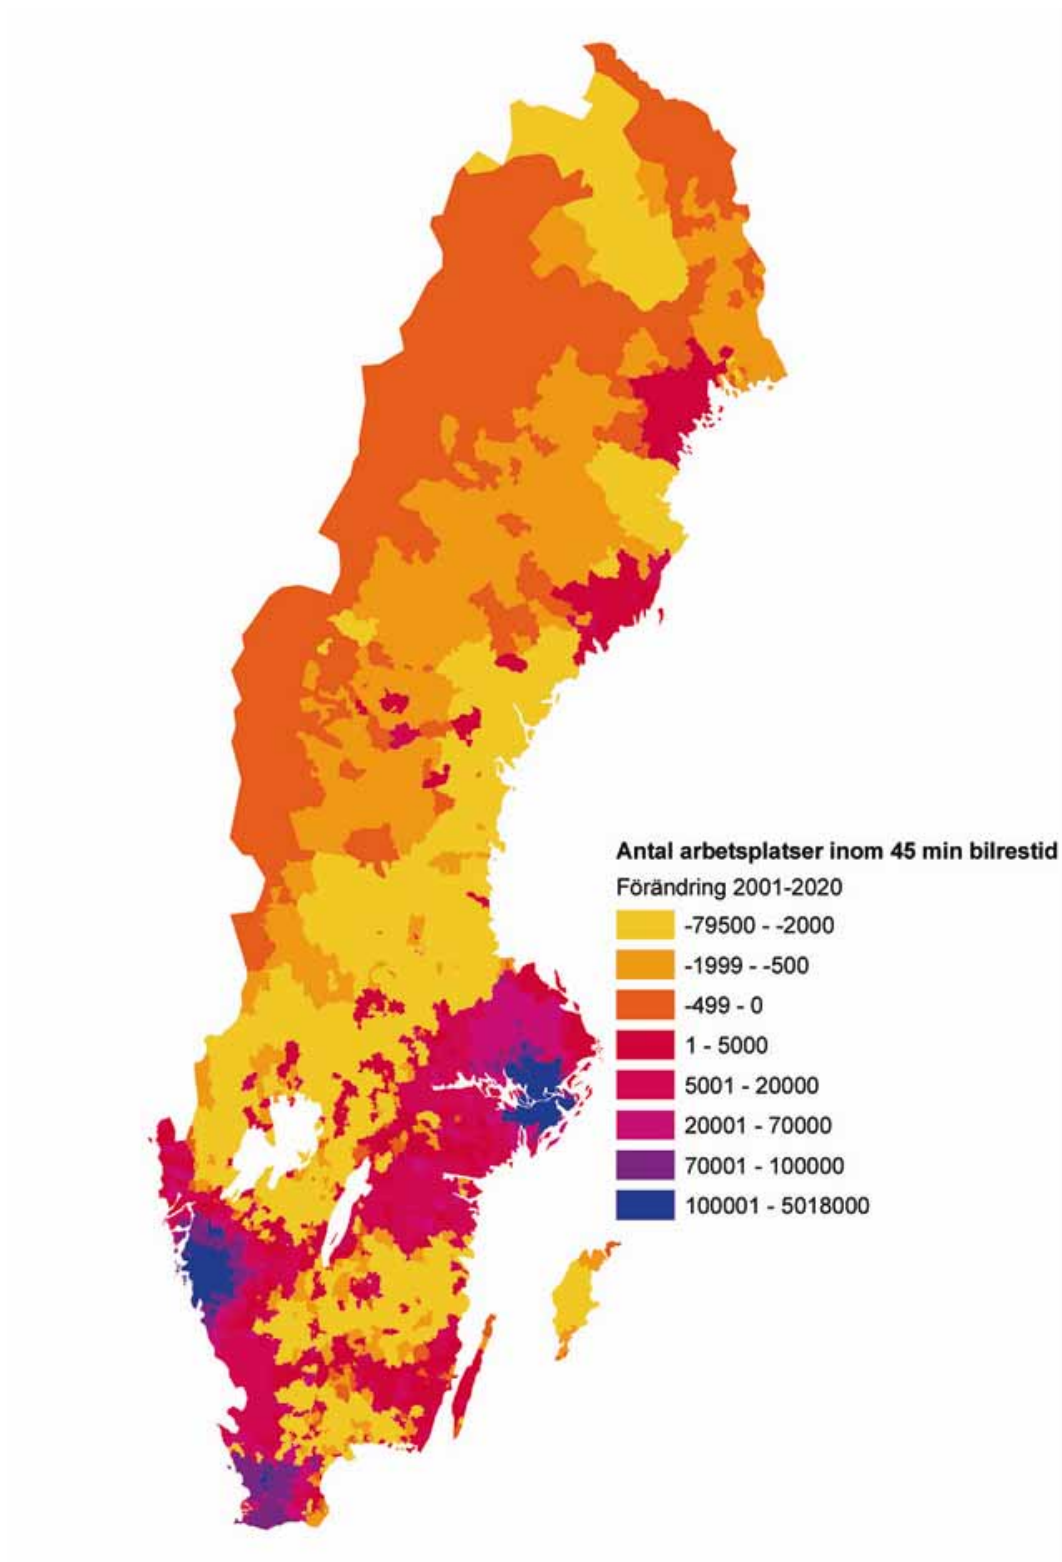 Antal arbetsplatser inom 45 min bilrestid
Förändring 2001-2020
-79500 - -2000
-1999 - -500
-499 - 0
1 - 5000
5001 - 20000
20001 - 70000
70001 - 100000
100001 - 5018000